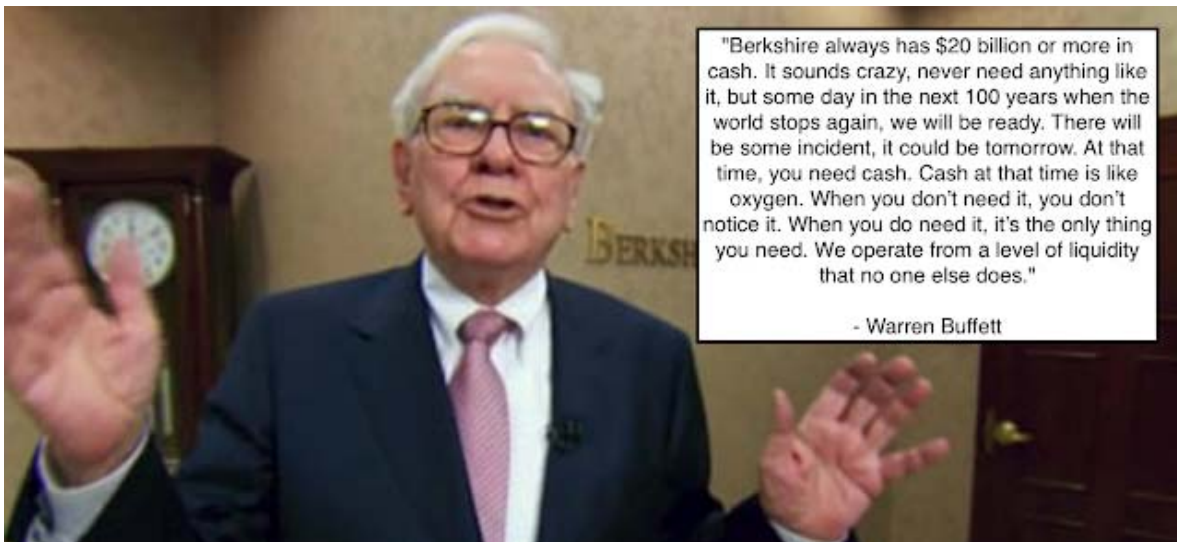 "Berkshire always has $20 billion or more in
cash. It sounds crazy, never need anything like
it, but some day in the next 100 years when the
world stops again, we will be ready. There will
be some incident, it could be tomorrow. At that
time, you need cash. Cash at that time is like
oxygen. When you don't need it, you don't
notice it. When you do need it, it's the only thing
you need. We operate from a level of liquidity
that no one else does."
- Warren Buffett
BERKSH